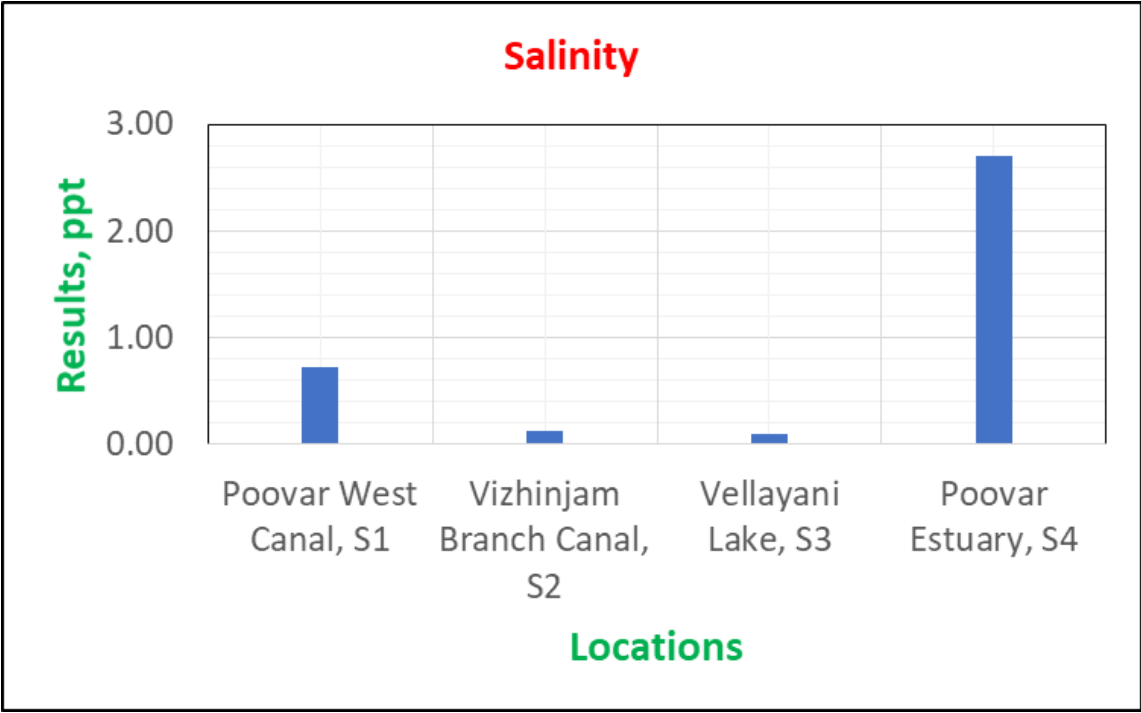 Salinity
Results, ppt
3.00
2.00
1.00
0.00
Poovar West
Canal, S1
Vizhinjam
Branch Canal,
S2
Vellayani
Lake, S3
Poovar
Estuary, S4
Locations